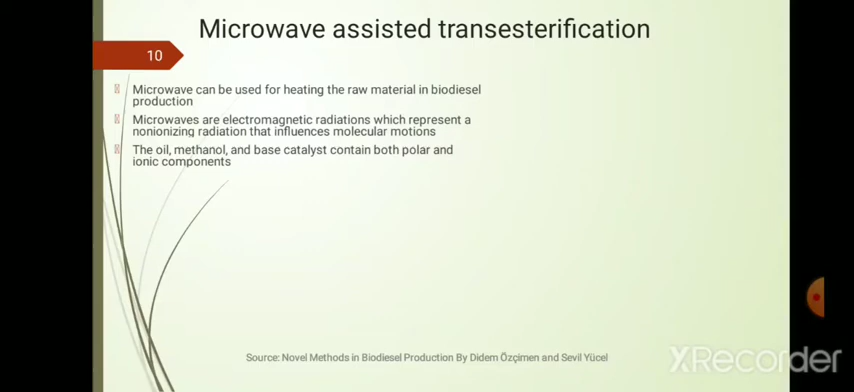 Microwave assisted transesterification
10
Microwave can be used for heating the raw material in biodiesel
production
Microwaves are electromagnetic radiations which represent a
nonionizing radiation that influences molecular motions
The oil, methanol, and base catalyst contain both polar and
ionic components
Source: Novel Methods in Biodiesel Production By Didem Özçimen and Sevil Yücel
XRecorder